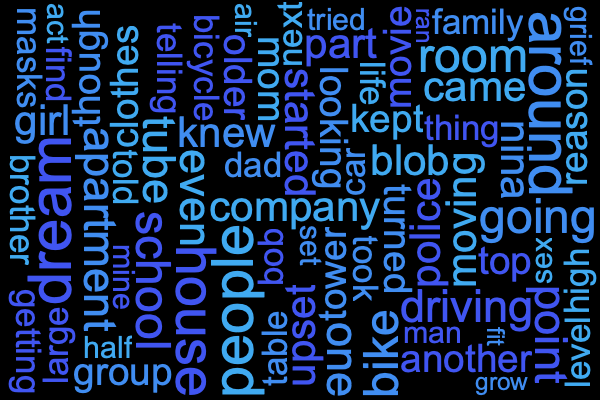 masks
act
find
though
clothes
telling
bicycle
air
older
mom
next
tried
part
movie
ran
family
grief
room
came
around
reason
looking
life
started
girl
apartment
told
tube
knew
even
dad
car
kept
thing
blob
nina
brother
dream
school
house
company
people
bob
set
tower
took
turned
police
moving
going
top
sex
high
level
mine
getting
large
half
group
table
upset
one
bike
driving
man
fit
another
grow
point